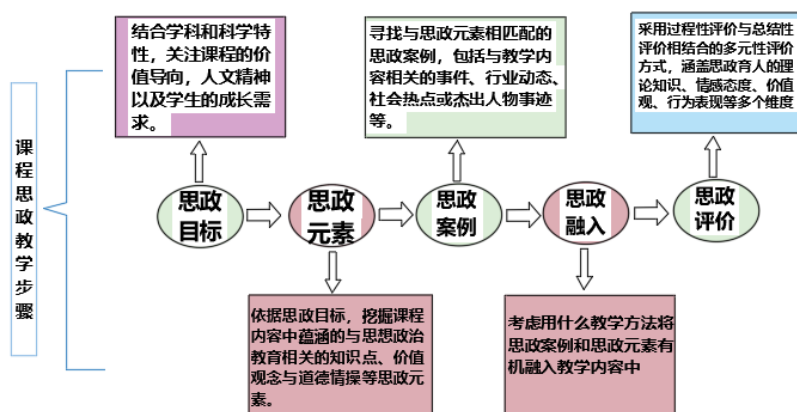 结合学科和科学特
性，关注课程的价
值导向，人文精神
以及学生的成长需
求。
寻找与思政元素相匹配的
思政案例，包括与教学内
容相关的事件、行业动态、
社会热点或杰出人物事迹
等。
采用过程性评价与总结性
评价相结合的多元性评价
方式，涵盖思政育人的理
论知识、情感态度、价值
观、行为表现等多个维度
课程思政教学步骤
思政
目标
思政
元素
思政
案例
思政
融入
思政
评价
依据思政目标，挖掘课程
内容中蕴涵的与思想政治
教育相关的知识点、价值
观念与道德情操等思政元
素。
考虑用什么教学方法将
思政案例和思政元素有
机融入教学内容中